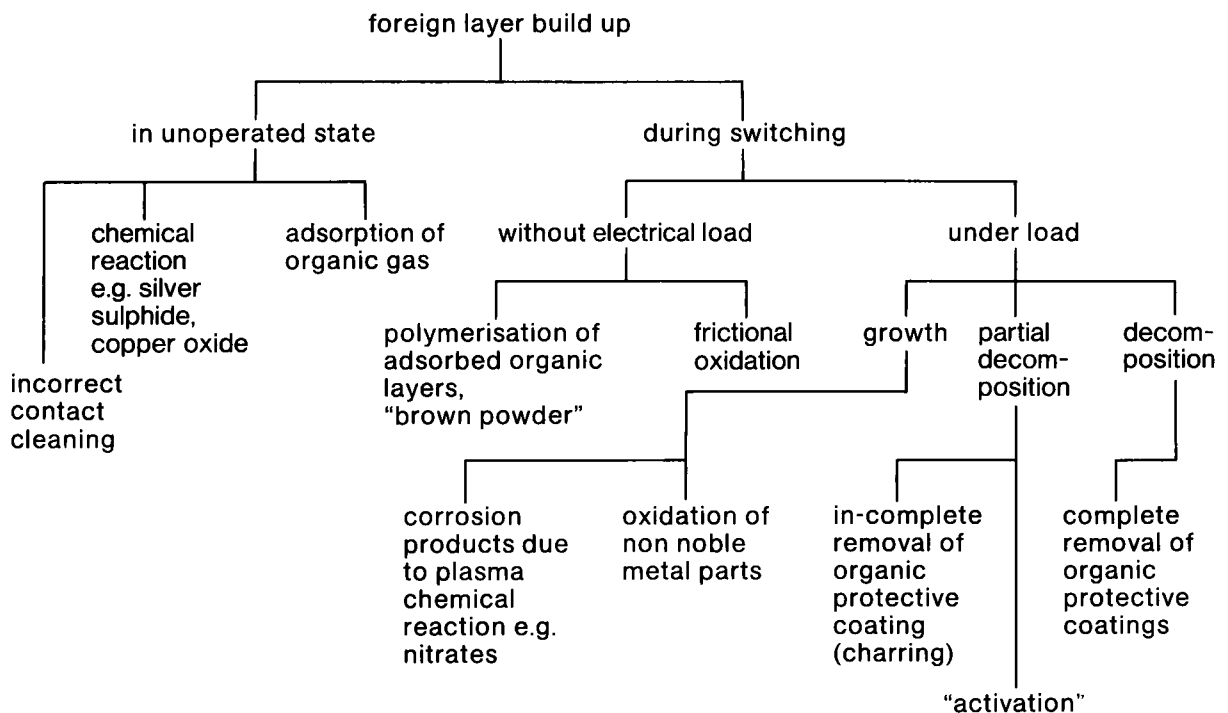 foreign layer build up
in unoperated state
during switching
chemical
reaction
e.g. silver
sulphide,
copper oxide
adsorption of
organic gas
without electrical load
under load
incorrect
contact
cleaning
polymerisation of
adsorbed organic
layers,
“brown powder”
frictional
oxidation
growth
partial
decom-
position
decom-
position
corrosion
products due
to plasma
chemical
reaction e.g.
nitrates
oxidation of
non noble
metal parts
in-complete
removal of
organic
protective
coating
(charring)
complete
removal of
organic
protective
coatings
“activation”